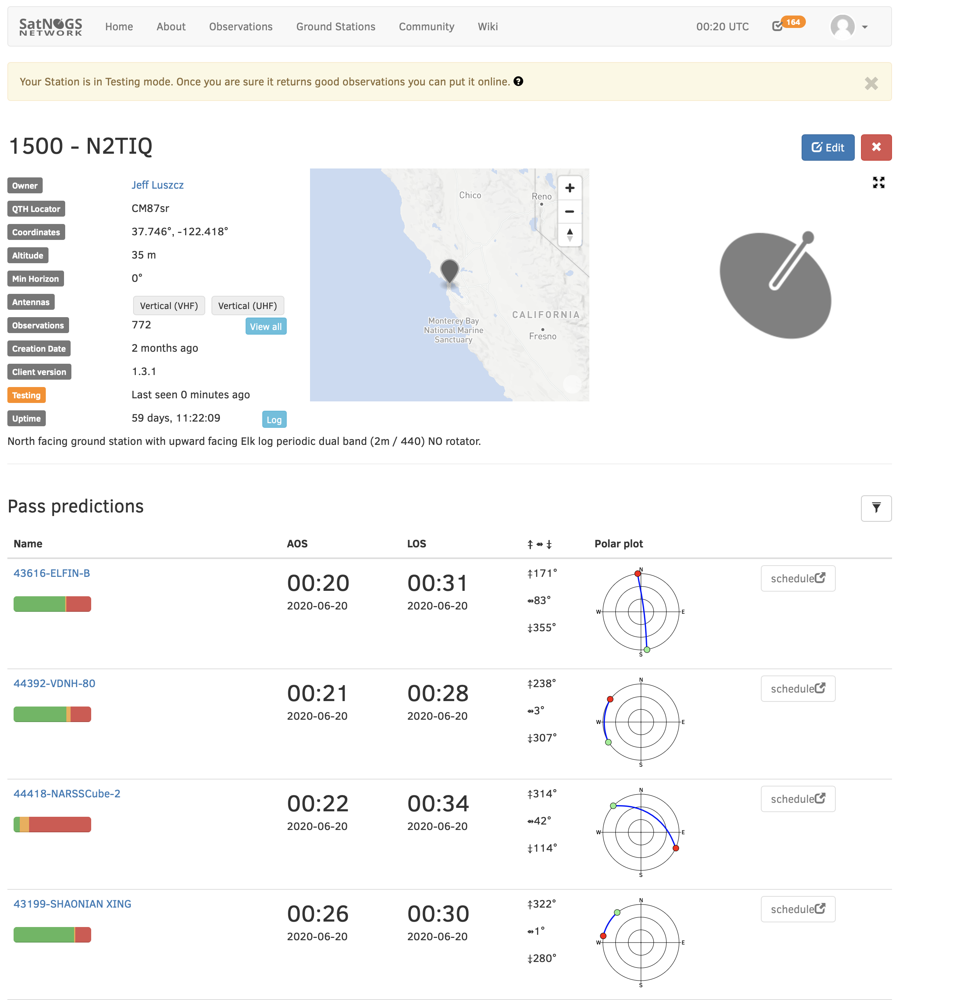 SatNOGS
NETWORK
Home About Observations Ground Stations Community Wiki 00:20 UTC 164
Your Station is in Testing mode. Once you are sure it returns good observations you can put it online. ?
1500 - N2TIQ
Edit
Owner Jeff Luszcz
QTH Locator CM87sr
Coordinates 37.746°, -122.418°
Altitude 35 m
Min Horizon 0°
Antennas Vertical (VHF) Vertical (UHF)
Observations 772 View all
Creation Date 2 months ago
Client version 1.3.1
Testing Last seen 0 minutes ago
Uptime 59 days, 11:22:09 Log
Chico
Reno
CALIFORNIA
Monterey Bay
National Marine
Sanctuary
Fresno
North facing ground station with upward facing Elk log periodic dual band (2m / 440) NO rotator.
Pass predictions
Name AOS LOS ↥ ⇴ ↧ Polar plot
43616-ELFIN-B 00:20 00:31 ↥171° N schedule
2020-06-20 2020-06-20 ⇴83° W E
↧355° S
44392-VDNH-80 00:21 00:28 ↥238° N schedule
2020-06-20 2020-06-20 ⇴3° W E
↧307° S
44418-NARSSCube-2 00:22 00:34 ↥314° N schedule
2020-06-20 2020-06-20 ⇴42° W E
↧114° S
43199-SHAONIAN XING 00:26 00:30 ↥322° N schedule
2020-06-20 2020-06-20 ⇴1° W E
↧280° S